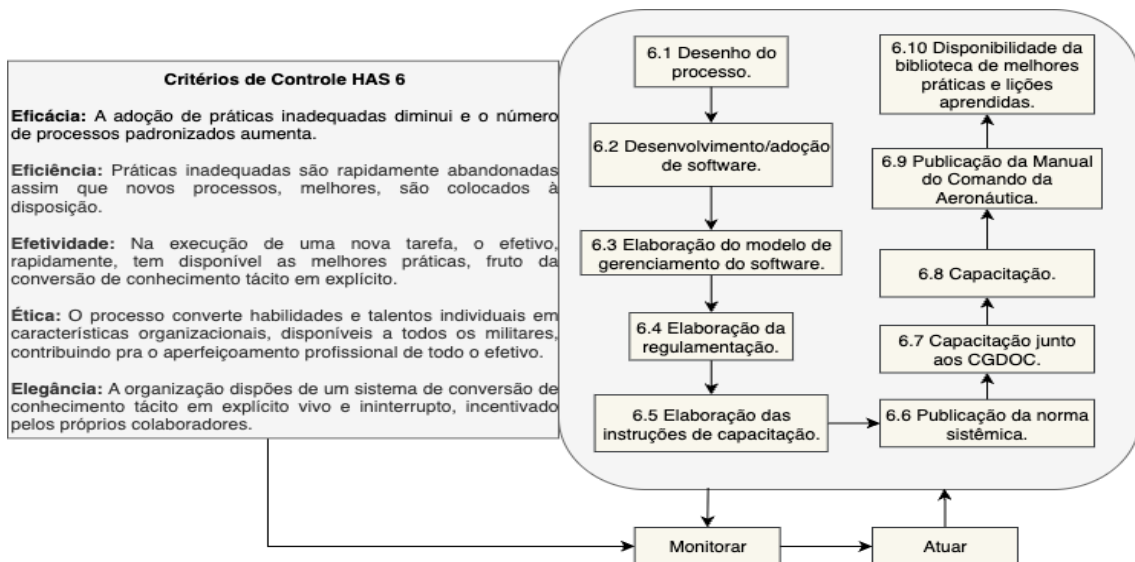 Critérios de Controle HAS 6
Eficácia: A adoção de práticas inadequadas diminui e o número
de processos padronizados aumenta.
Eficiência: Práticas inadequadas são rapidamente abandonadas
assim que novos processos, melhores, são colocados à
disposição.
Efetividade: Na execução de uma nova tarefa, o efetivo,
rapidamente, tem disponível as melhores práticas, fruto da
conversão de conhecimento tácito em explícito.
Ética: O processo converte habilidades e talentos individuais em
características organizacionais, disponíveis a todos os militares,
contribuindo pra o aperfeiçoamento profissional de todo o efetivo.
Elegância: A organização dispões de um sistema de conversão de
conhecimento tácito em explícito vivo e ininterrupto, incentivado
pelos próprios colaboradores.
6.1 Desenho do
processo.
6.2 Desenvolvimento/adoção
de software.
6.3 Elaboração do modelo de
gerenciamento do software.
6.4 Elaboração da
regulamentação.
6.5 Elaboração das
instruções de capacitação.
6.6 Publicação da norma
sistêmica.
6.7 Capacitação junto
aos CGDOC.
6.8 Capacitação.
6.9 Publicação da Manual
do Comando da
Aeronáutica.
6.10 Disponibilidade da
biblioteca de melhores
práticas e lições
aprendidas.
Monitorar
Atuar